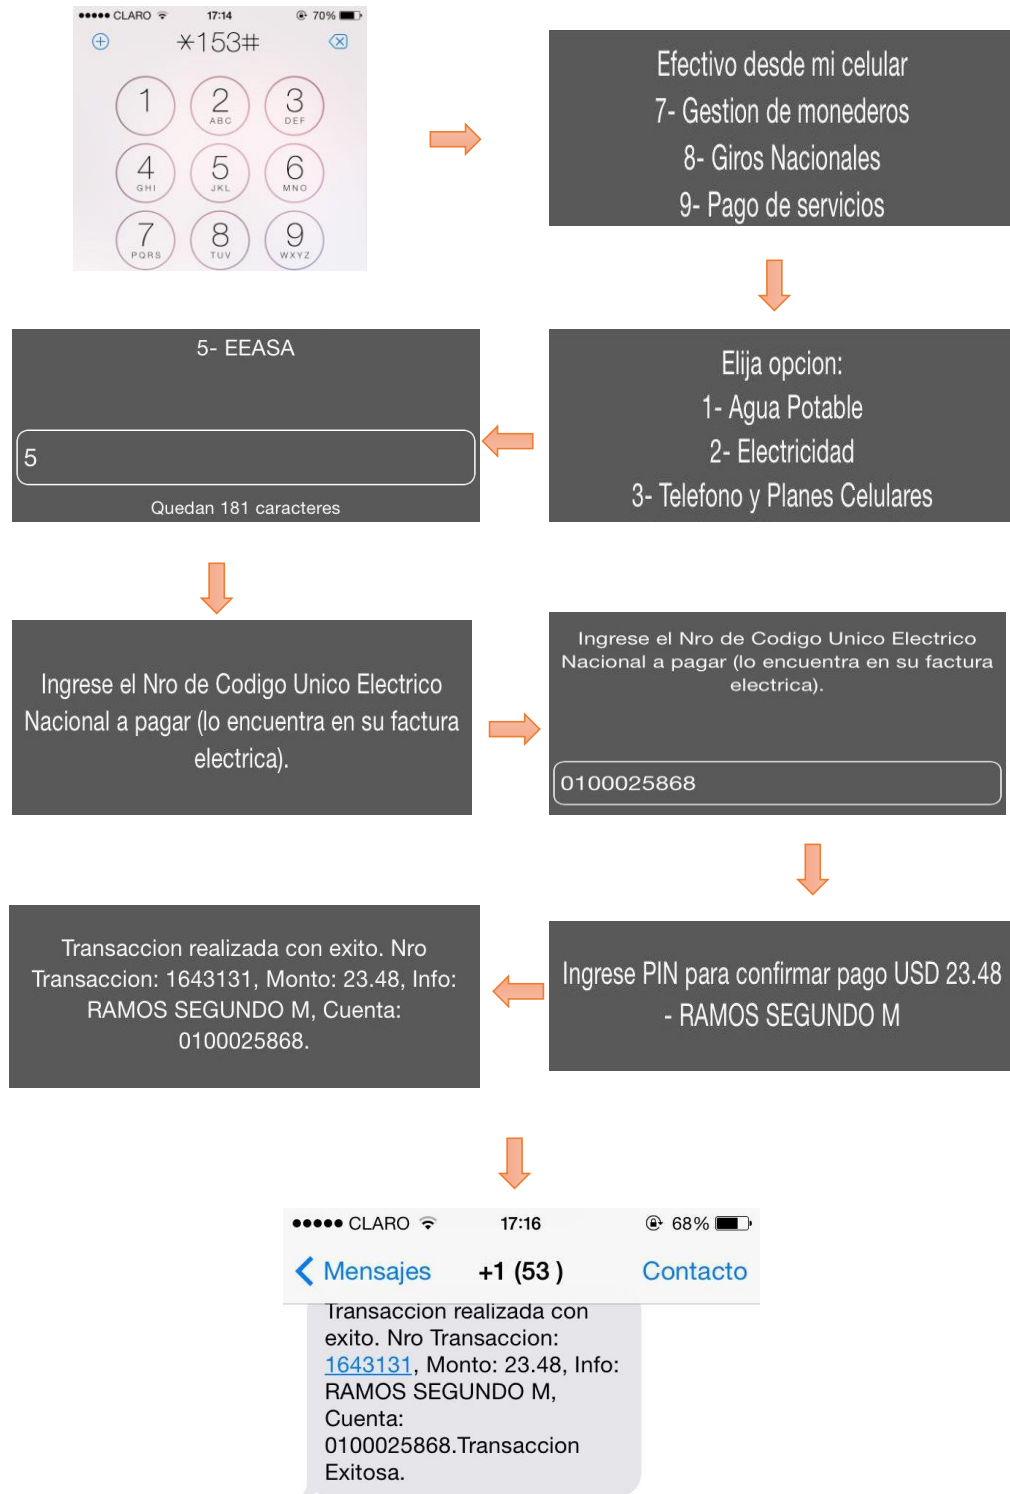 CLARO 17:14 70%
*153#
1 2 3
ABC DEF
4 5 6
GHI JKL MNO
7 8 9
PQRS TUV WXYZ
Efectivo desde mi celular
7- Gestion de monederos
8- Giros Nacionales
9- Pago de servicios
Elija opcion:
1- Agua Potable
2- Electricidad
3- Telefono y Planes Celulares
5- EEASA
5
Quedan 181 caracteres
Ingrese el Nro de Codigo Unico Electrico
Nacional a pagar (lo encuentra en su factura
electrica).
Ingrese el Nro de Codigo Unico Electrico
Nacional a pagar (lo encuentra en su factura
electrica).
0100025868
Ingrese PIN para confirmar pago USD 23.48
- RAMOS SEGUNDO M
Transaccion realizada con exito. Nro
Transaccion: 1643131, Monto: 23.48, Info:
RAMOS SEGUNDO M, Cuenta:
0100025868.
CLARO 17:16 68%
Mensajes +1 (53 ) Contacto
Transaccion realizada con
exito. Nro Transaccion:
1643131, Monto: 23.48, Info:
RAMOS SEGUNDO M,
Cuenta:
0100025868.Transaccion
Exitosa.